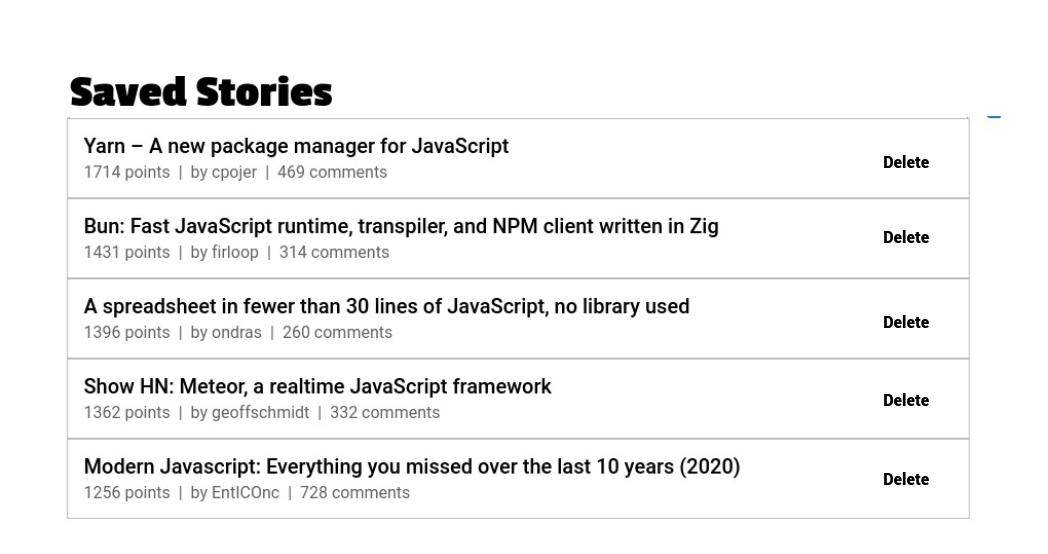 Saved Stories
Yarn – A new package manager for JavaScript
1714 points | by cpojer | 469 comments
Delete
Bun: Fast JavaScript runtime, transpiler, and NPM client written in Zig
1431 points | by firloop | 314 comments
Delete
A spreadsheet in fewer than 30 lines of JavaScript, no library used
1396 points | by ondras | 260 comments
Delete
Show HN: Meteor, a realtime JavaScript framework
1362 points | by geoffschmidt | 332 comments
Delete
Modern Javascript: Everything you missed over the last 10 years (2020)
1256 points | by EntICOnc | 728 comments
Delete